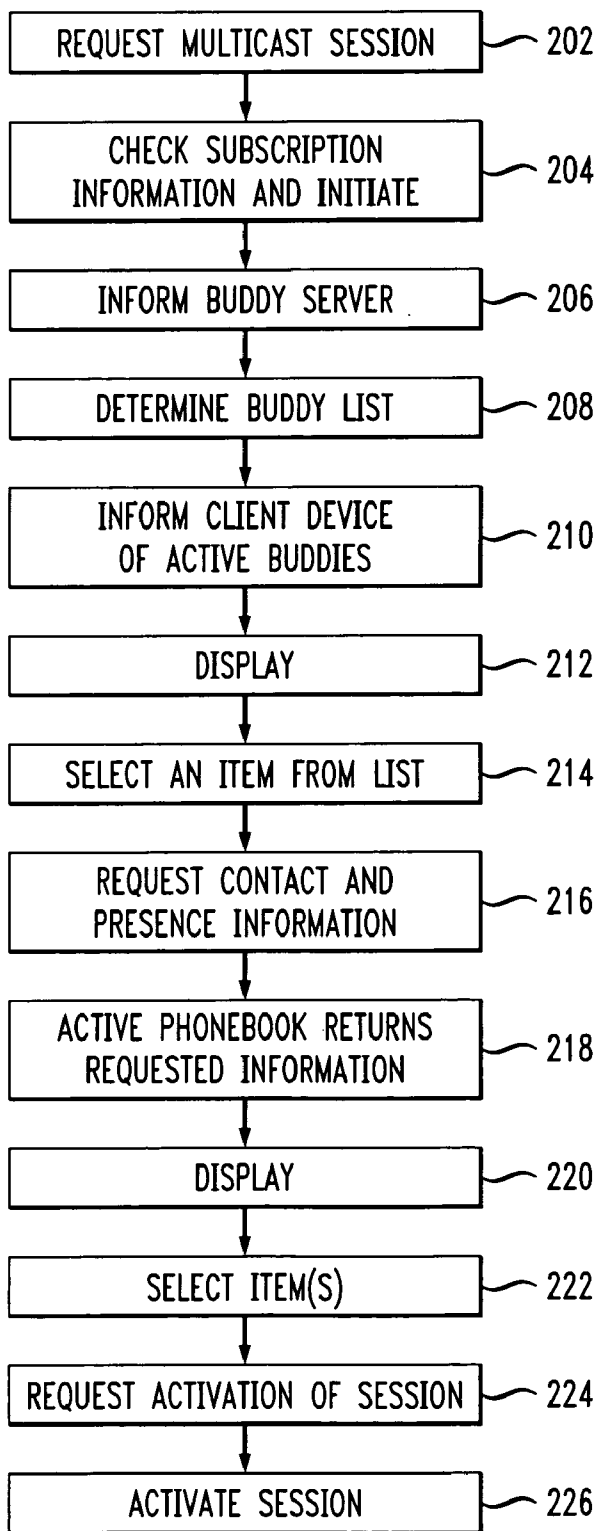 REQUEST MULTICAST SESSION 202
CHECK SUBSCRIPTION
INFORMATION AND INITIATE 204
INFORM BUDDY SERVER 206
DETERMINE BUDDY LIST 208
INFORM CLIENT DEVICE
OF ACTIVE BUDDIES 210
DISPLAY 212
SELECT AN ITEM FROM LIST 214
REQUEST CONTACT AND
PRESENCE INFORMATION 216
ACTIVE PHONEBOOK RETURNS
REQUESTED INFORMATION 218
DISPLAY 220
SELECT ITEM(S) 222
REQUEST ACTIVATION OF SESSION 224
ACTIVATE SESSION 226